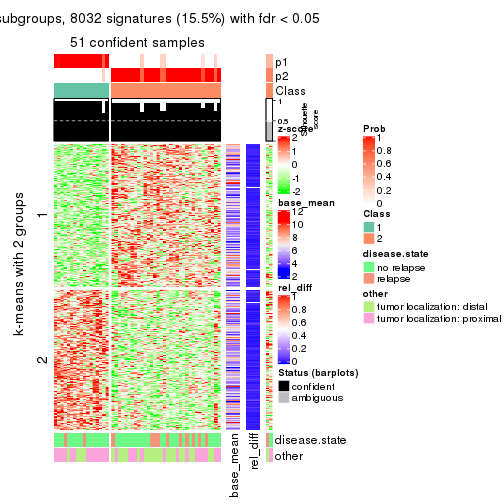 subgroups, 8032 signatures (15.5%) with fdr < 0.05
51 confident samples
p1
p2
Class
1
0.5
0
Silhouette
score
k-means with 2 groups
1
2
z-score
2
1
0
-1
-2
base_mean
12
10
8
6
4
2
rel_diff
1
0.8
0.6
0.4
0.2
0
Status (barplots)
confident
ambiguous
Prob
1
0.8
0.6
0.4
0.2
0
Class
1
2
disease.state
no relapse
relapse
other
tumor localization: distal
tumor localization: proximal
disease.state
other
base_mean
rel_diff